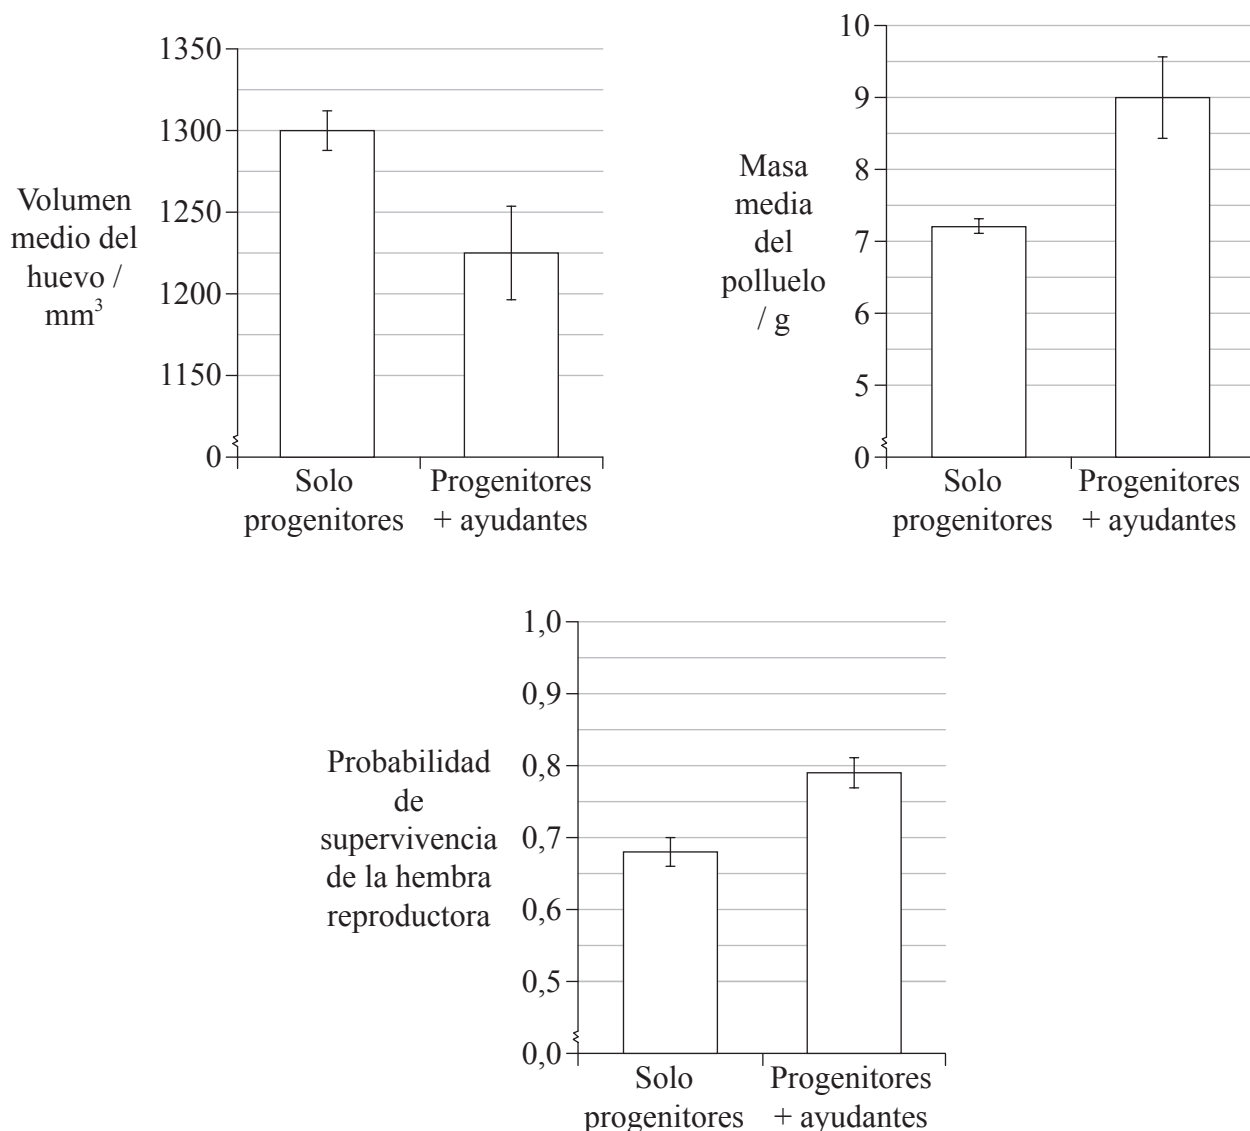 Volumen
medio del
huevo /
mm³
1350
1300
1250
1200
1150
0
Solo
progenitores
Progenitores
+ ayudantes
Masa
media
del
polluelo
/ g
10
9
8
7
6
5
0
Solo
progenitores
Progenitores
+ ayudantes
Probabilidad
de
supervivencia
de la hembra
reproductora
1,0
0,9
0,8
0,7
0,6
0,5
0,0
Solo
progenitores
Progenitores
+ ayudantes